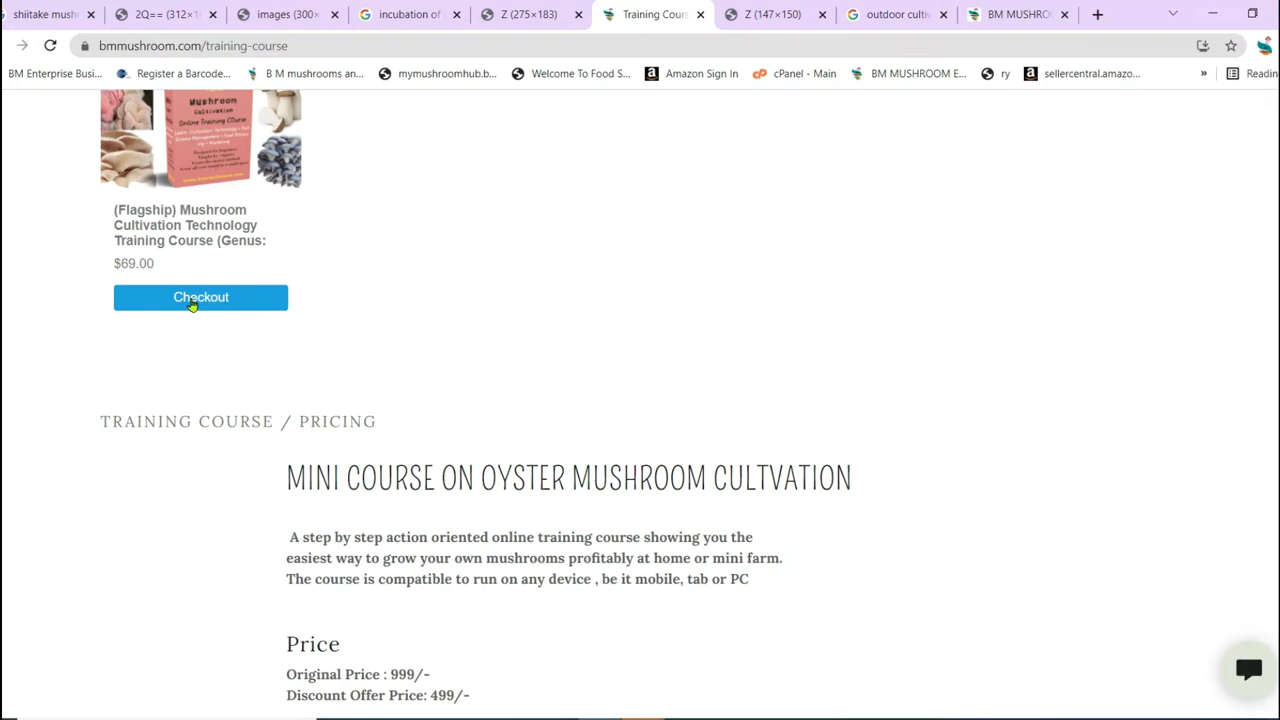 shiitake mush
2Q== (312×1
images (300×
incubation o
Z (275×183)
Training Cour
Z (147×150)
outdoor culti
BM MUSHRO
bmmushroom.com/training-course
BM Enterprise Busi...
Register a Barcode...
B M mushrooms an...
mymushroomhub.b...
Welcome To Food S...
Amazon Sign In
cPanel - Main
BM MUSHROOM E...
ry
sellercentral.amazo...
»
Readin
Mushroom
Cultivation
Online Training COurse
www.bmmushroom.com
(Flagship) Mushroom
Cultivation Technology
Training Course (Genus:
$69.00
Checkout
TRAINING COURSE / PRICING
MINI COURSE ON OYSTER MUSHROOM CULTVATION
A step by step action oriented online training course showing you the
easiest way to grow your own mushrooms profitably at home or mini farm.
The course is compatible to run on any device , be it mobile, tab or PC
Price
Original Price : 999/-
Discount Offer Price: 499/-